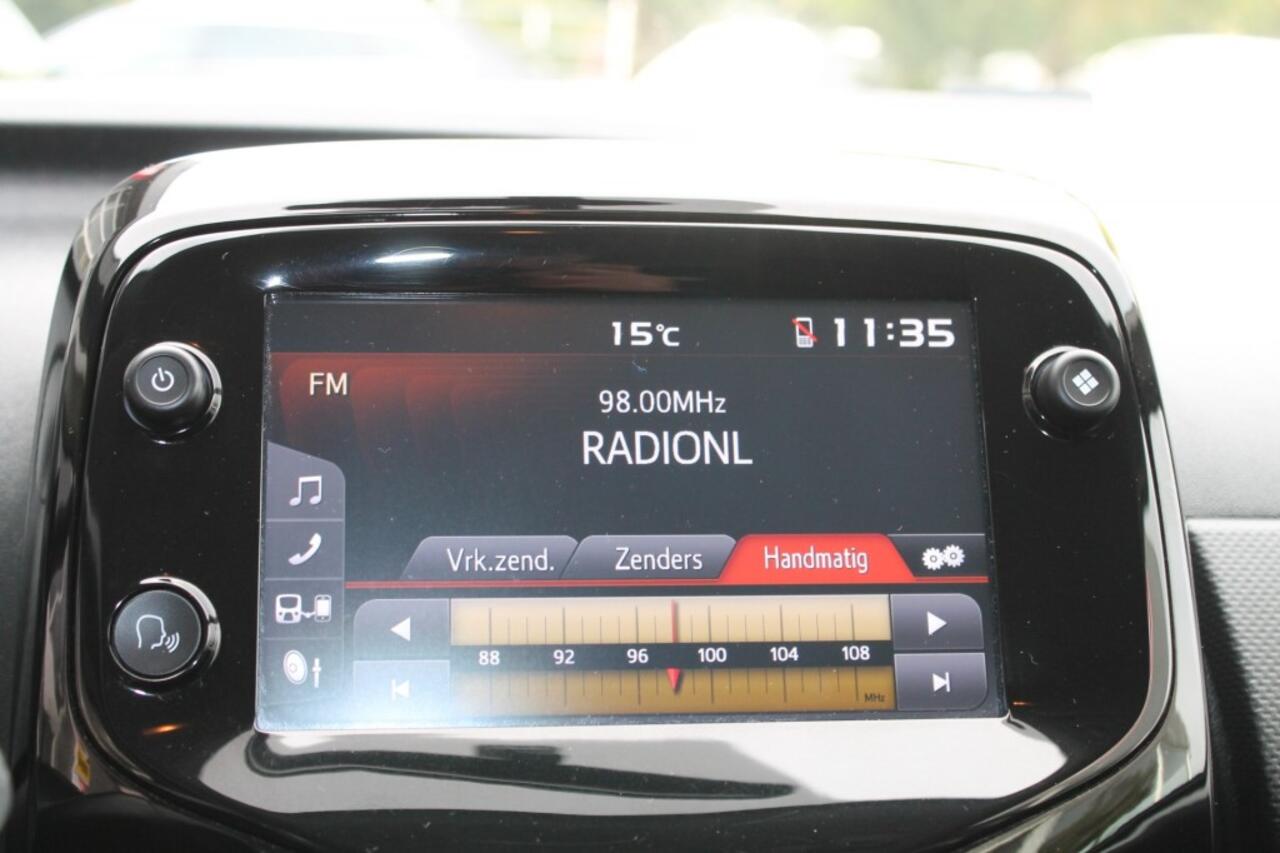 15°C 11:35
FM
98.00MHz
RADIONL
Vrk.zend. Zenders Handmatig
88 92 96 100 104 108
MHz